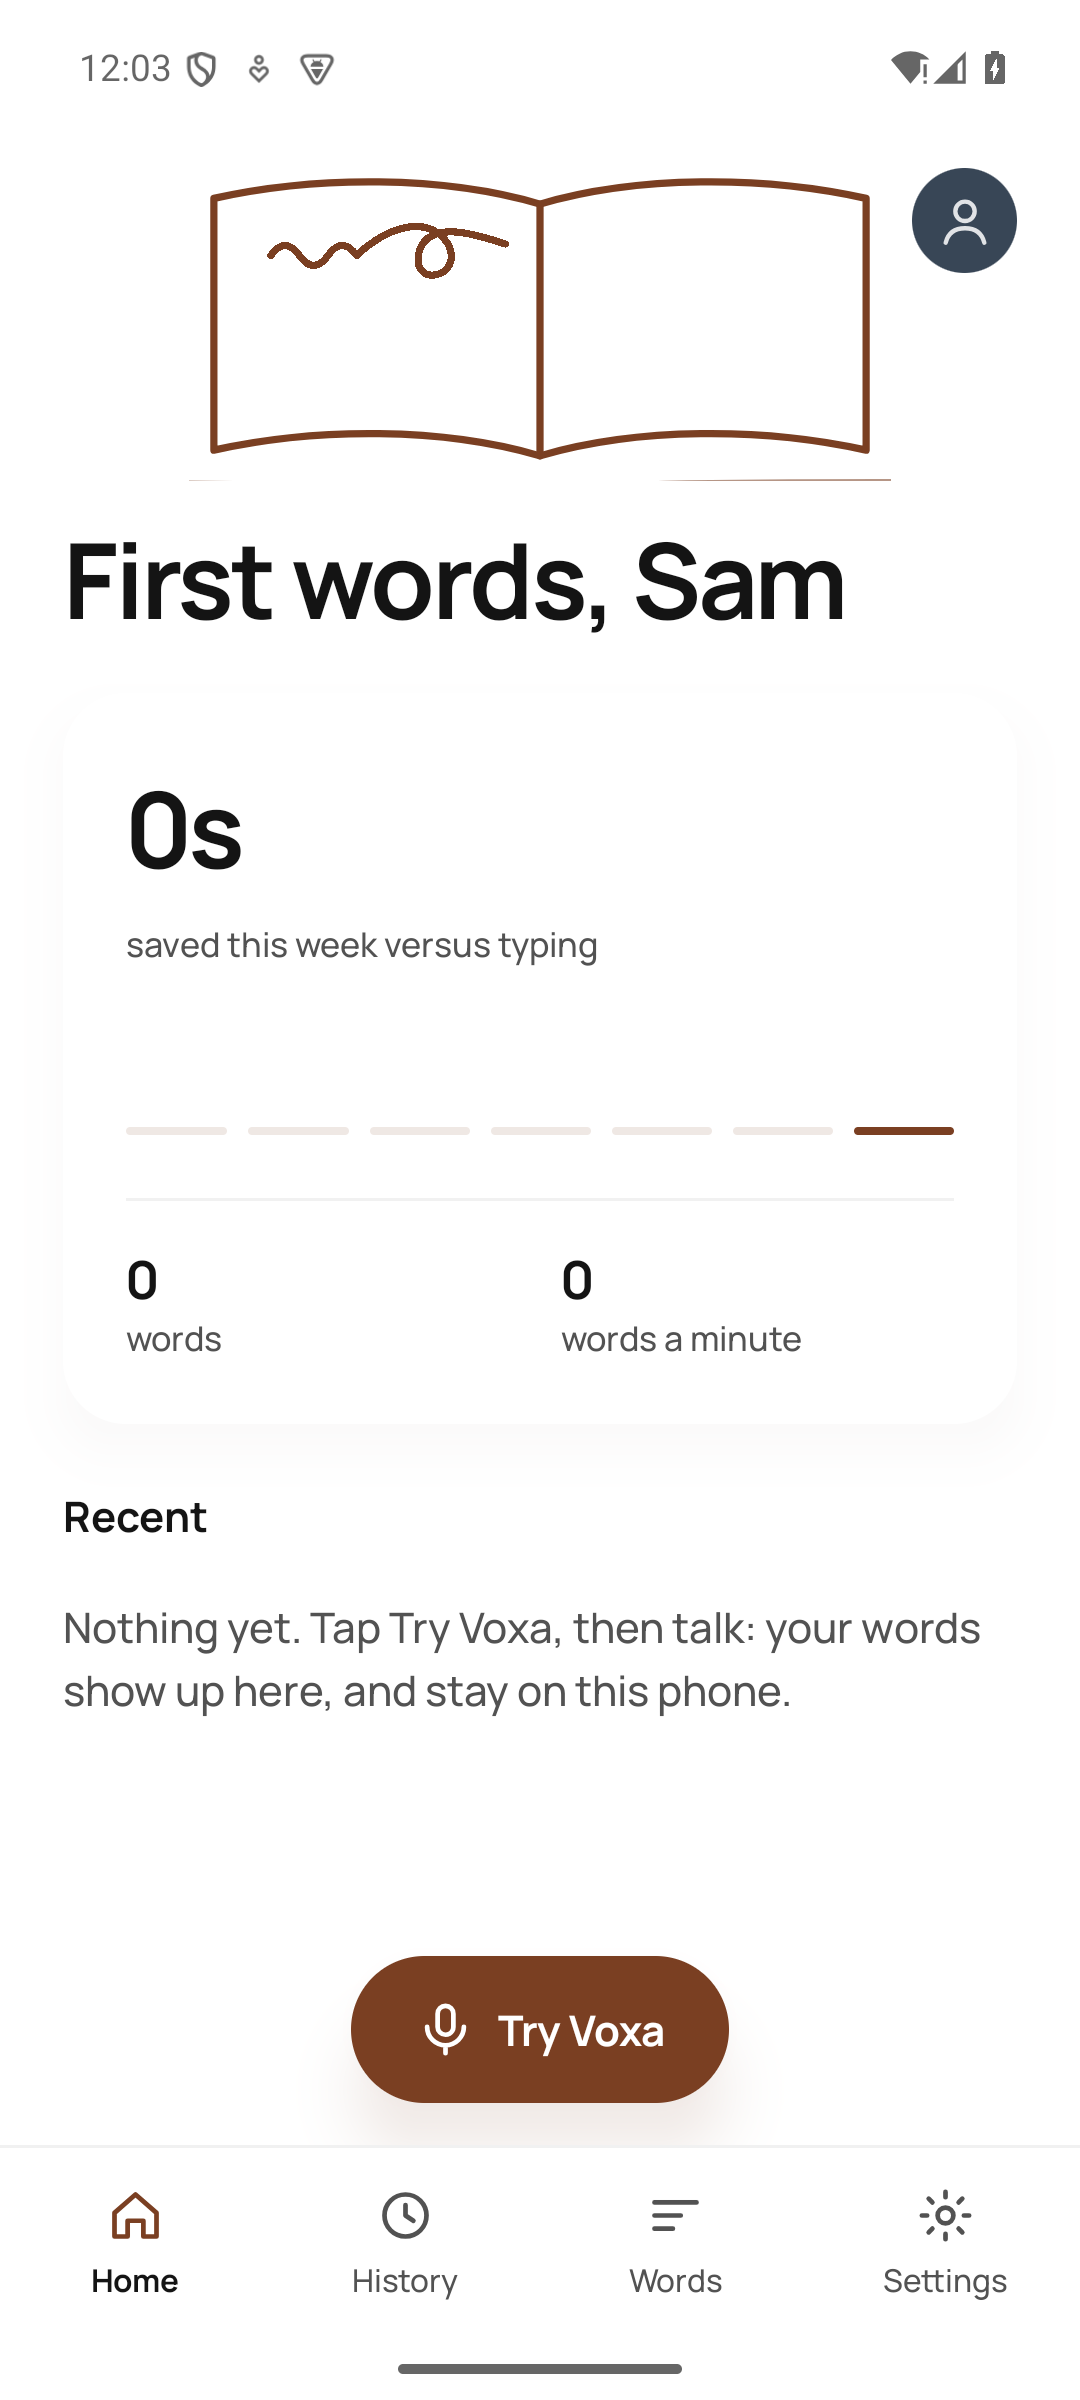 12:03
First words, Sam
0s
saved this week versus typing
0 0
words words a minute
Recent
Nothing yet. Tap Try Voxa, then talk: your words
show up here, and stay on this phone.
Try Voxa
Home History Words Settings